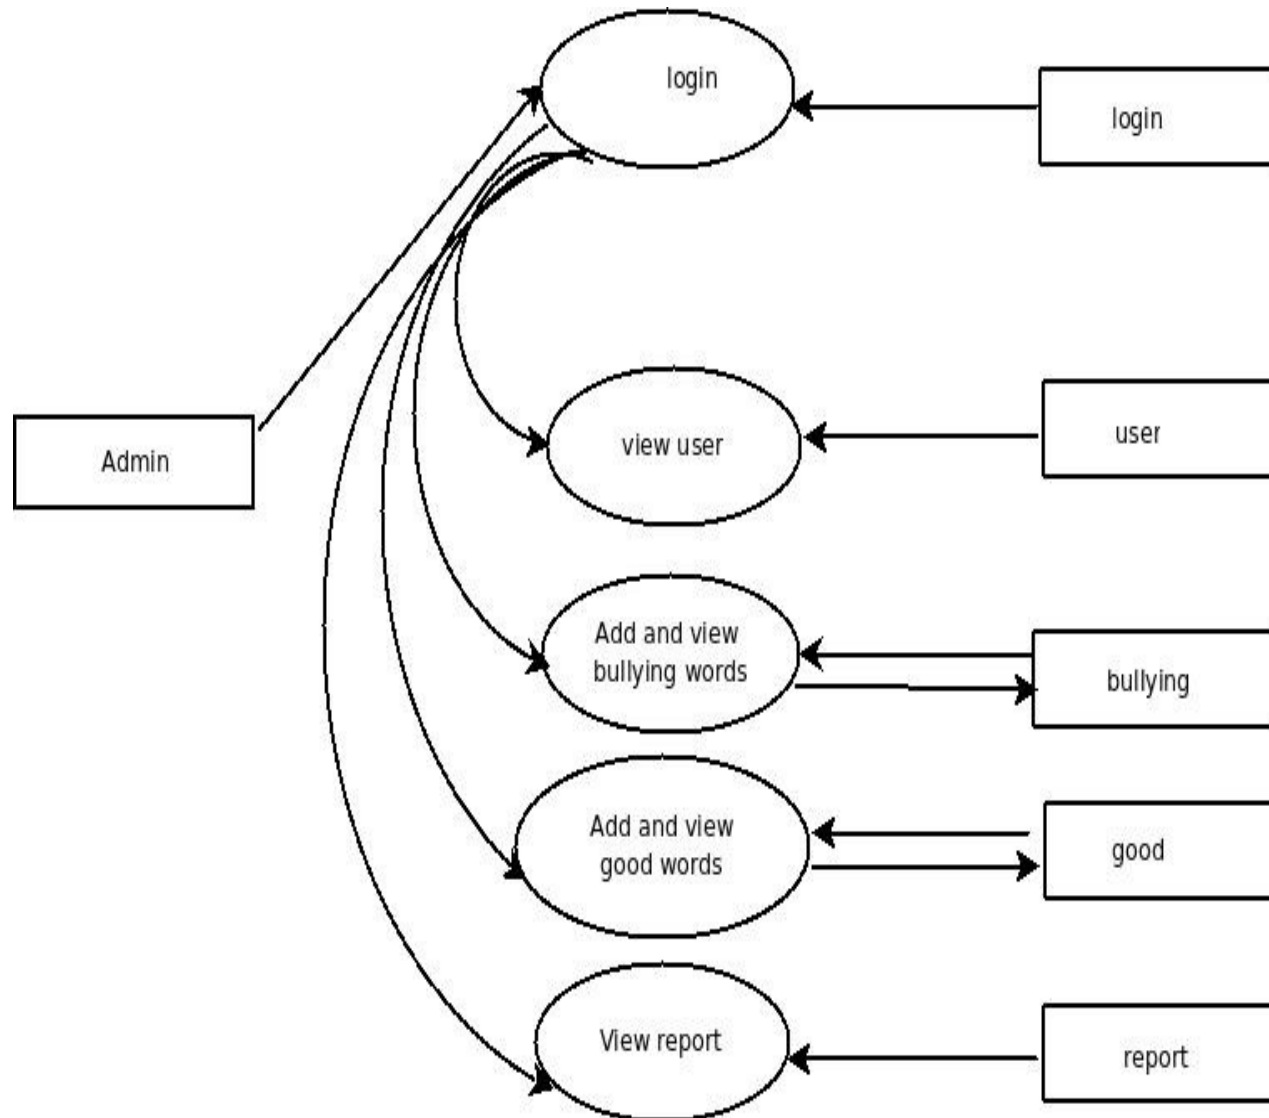 login
login
Admin
view user
user
Add and view
bullying words
bullying
Add and view
good words
good
View report
report